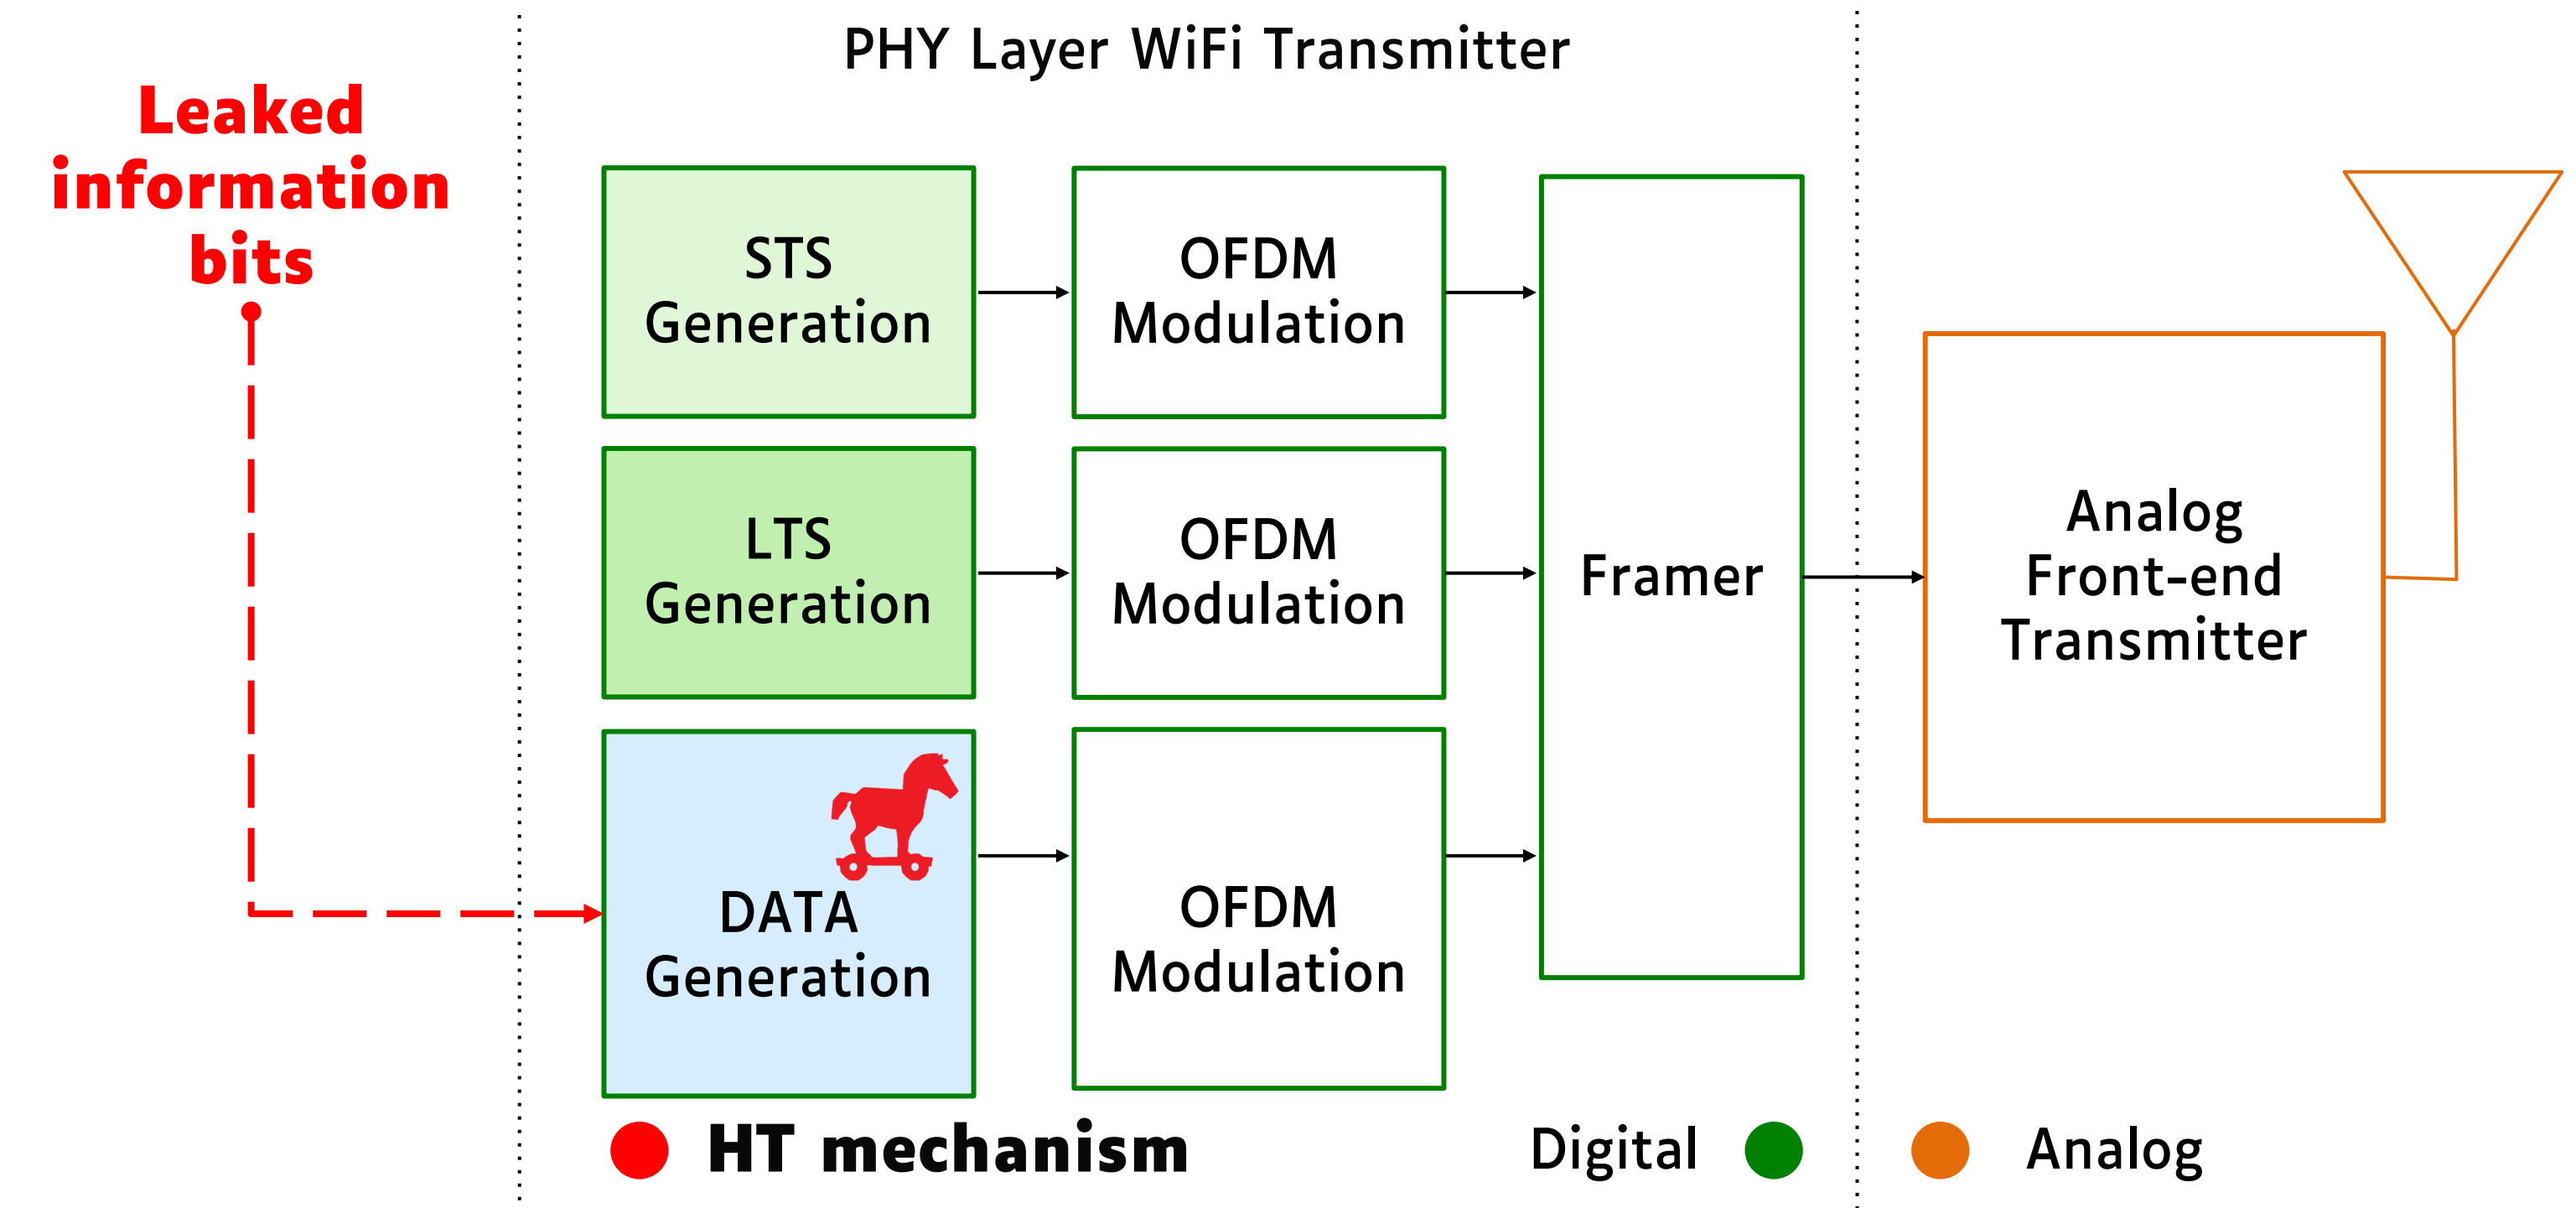 PHY Layer WiFi Transmitter
Leaked
information
bits
STS
Generation
OFDM
Modulation
LTS
Generation
OFDM
Modulation
DATA
Generation
OFDM
Modulation
Framer
Analog
Front-end
Transmitter
HT mechanism
Digital
Analog